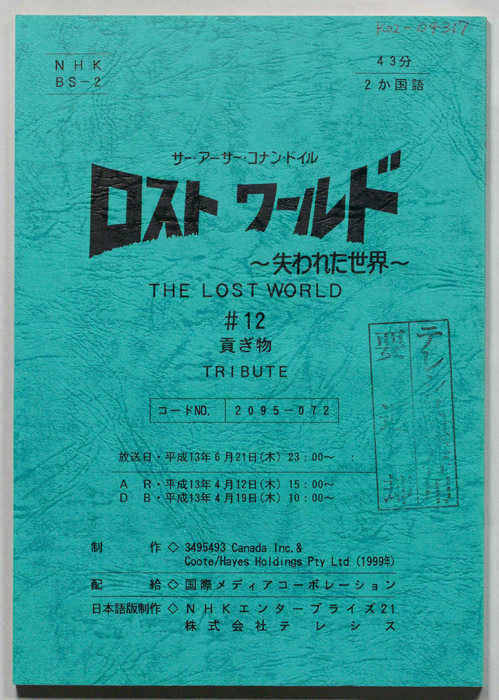 NHK
BS-2
43分
2か国語
サー・アーサー・コナン・ドイル
ロスト ワールド
〜失われた世界〜
THE LOST WORLD
#12
貢ぎ物
TRIBUTE
コードNO. 2095-072
放送日・平成13年6月21日(木) 23:00〜 :
AR・平成13年4月12日(木) 15:00〜
DB・平成13年4月19日(木) 10:00〜
制作◇3495493 Canada Inc.&
Coote/Hayes Holdings Pty Ltd (1999年)
配給◇国際メディアコーポレーション
日本語版制作◇NHKエンタープライズ21
株式会社テレシス